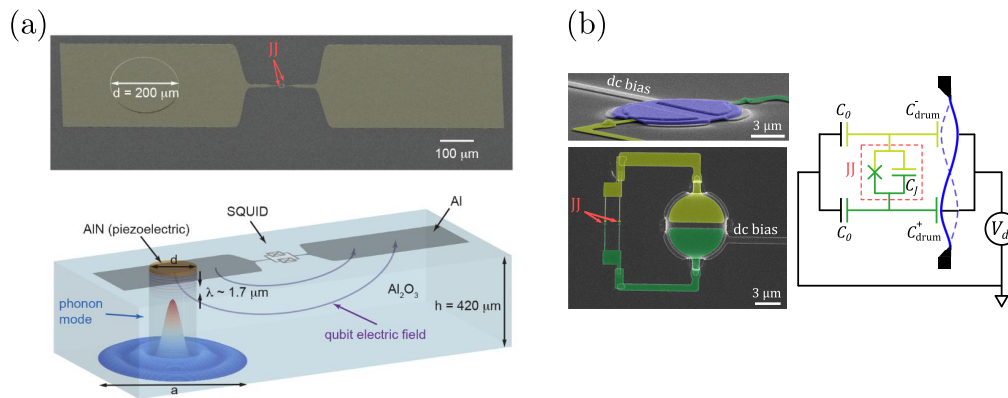 (a)
JJ
d = 200 μm
100 μm
SQUID
Al
AlN (piezoelectric)
d
λ ~ 1.7 μm
Al2O3
h = 420 μm
phonon
mode
qubit electric field
a
(b)
dc bias
3 μm
JJ
dc bias
3 μm
C0
C-drum
JJ
CJ
C0
C+drum
Vd